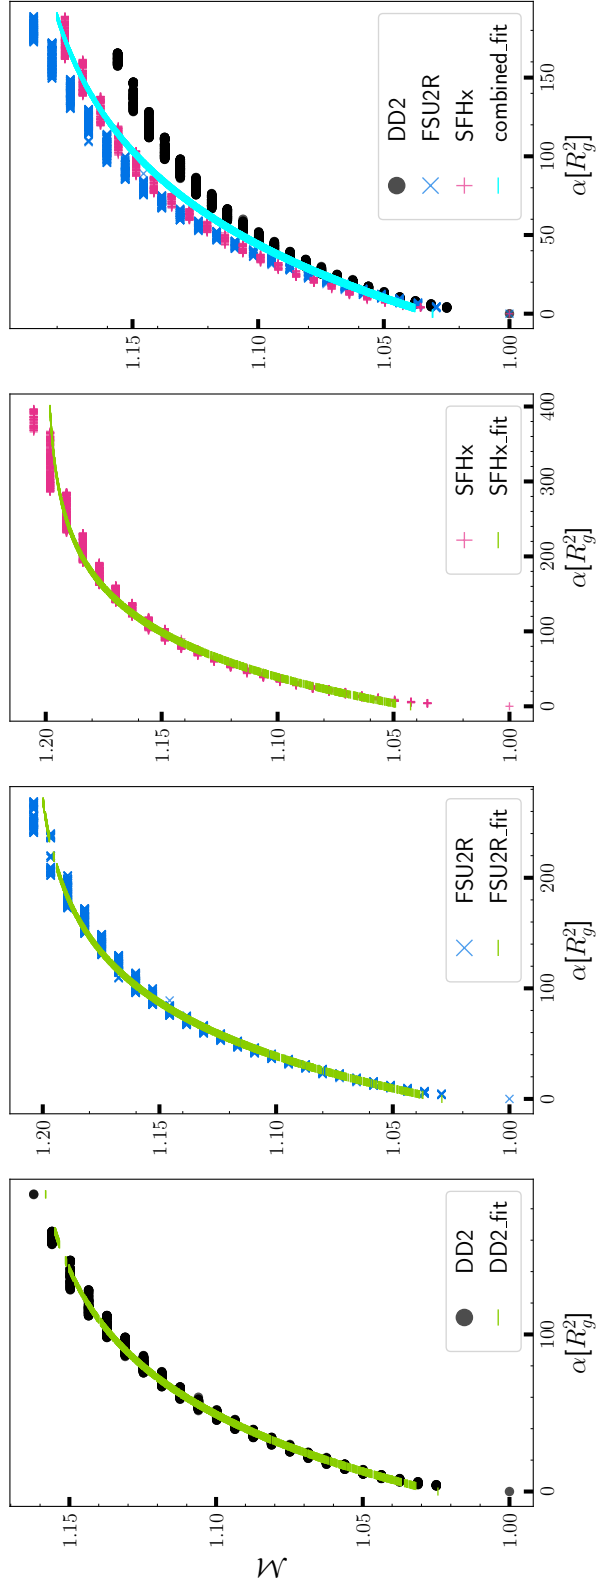 M
1.15
1.10
1.05
1.00
0
100
α[R_g^2]
DD2
DD2_fit
1.20
1.15
1.10
1.05
1.00
0
100
200
α[R_g^2]
FSU2R
FSU2R_fit
1.20
1.15
1.10
1.05
1.00
0
100
200
300
400
α[R_g^2]
SFHx
SFHx_fit
1.15
1.10
1.05
1.00
0
50
100
150
α[R_g^2]
DD2
FSU2R
SFHx
combined_fit